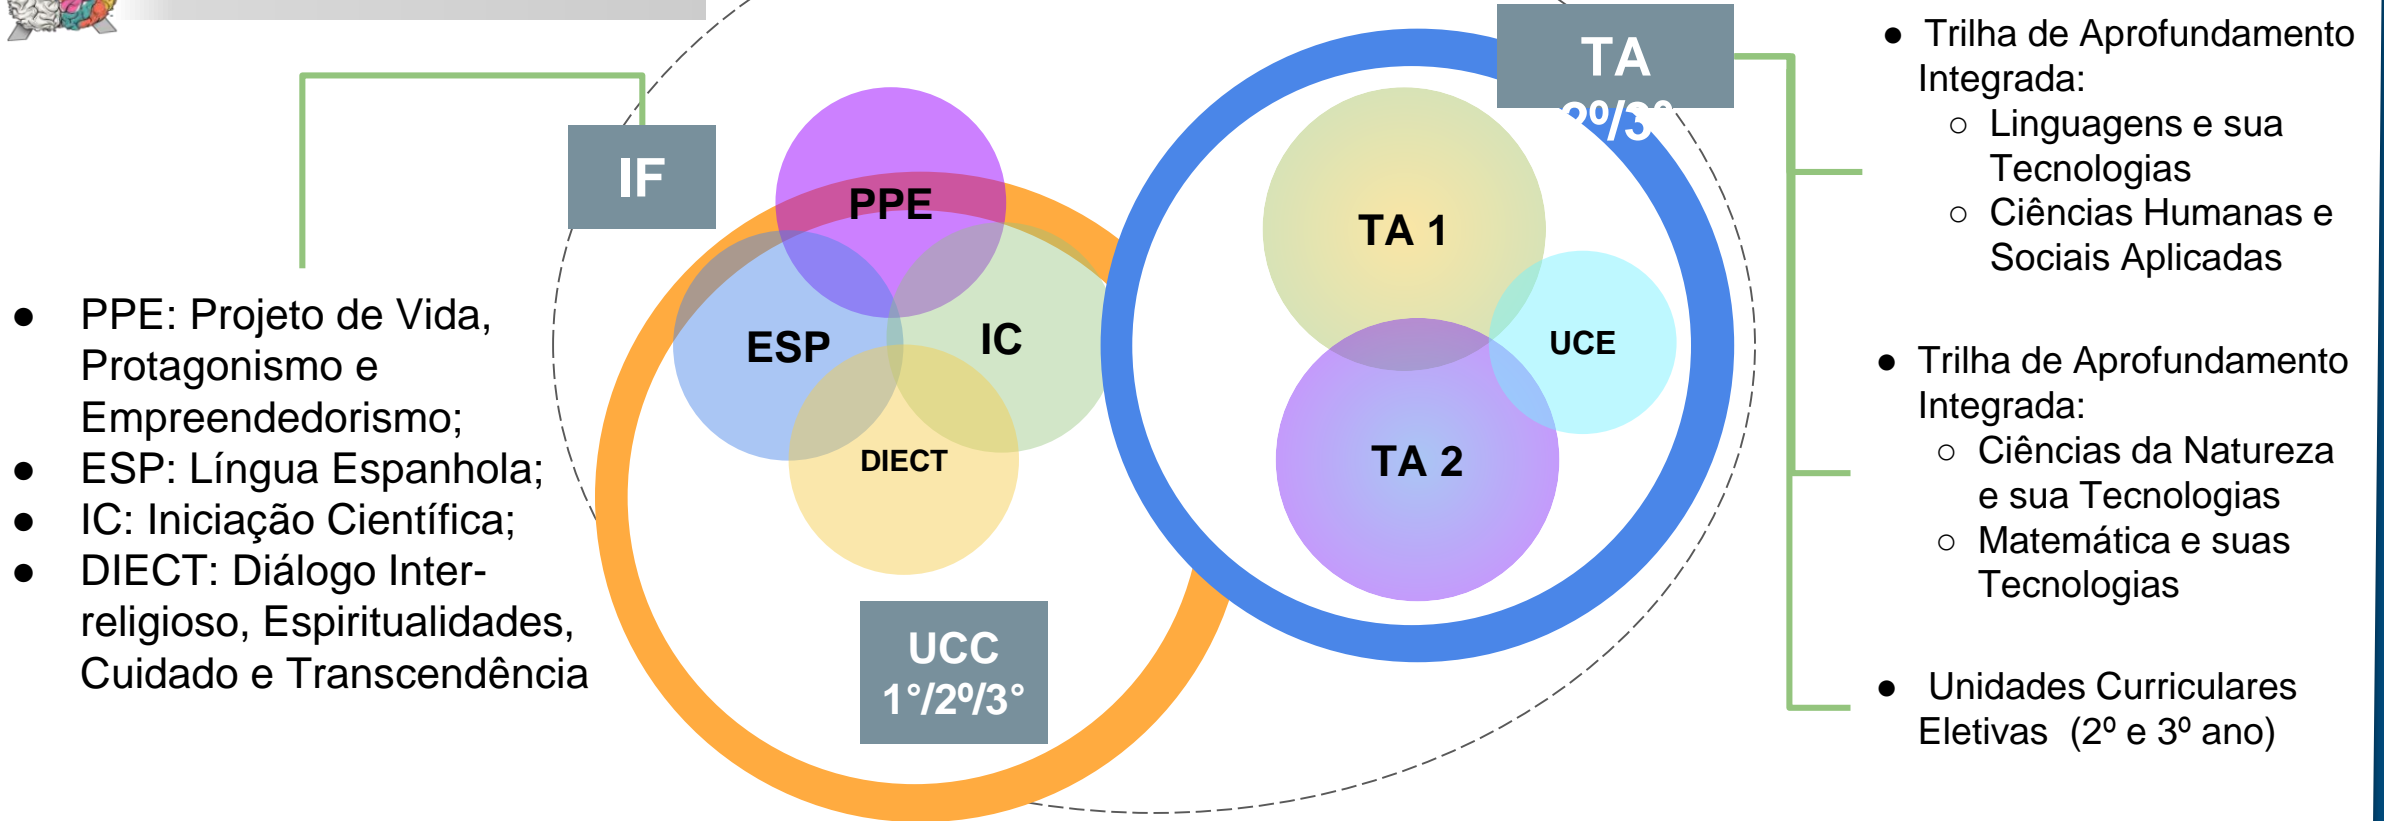 IF
● PPE: Projeto de Vida,
Protagonismo e
Empreendedorismo;
● ESP: Língua Espanhola;
● IC: Iniciação Científica;
● DIECT: Diálogo Inter-
religioso, Espiritualidades,
Cuidado e Transcendência
PPE
ESP
IC
DIECT
UCC
1°/2º/3°
TA
2º/3°
TA 1
UCE
TA 2
● Trilha de Aprofundamento
Integrada:
○ Linguagens e sua
Tecnologias
○ Ciências Humanas e
Sociais Aplicadas
● Trilha de Aprofundamento
Integrada:
○ Ciências da Natureza
e sua Tecnologias
○ Matemática e suas
Tecnologias
● Unidades Curriculares
Eletivas (2º e 3º ano)